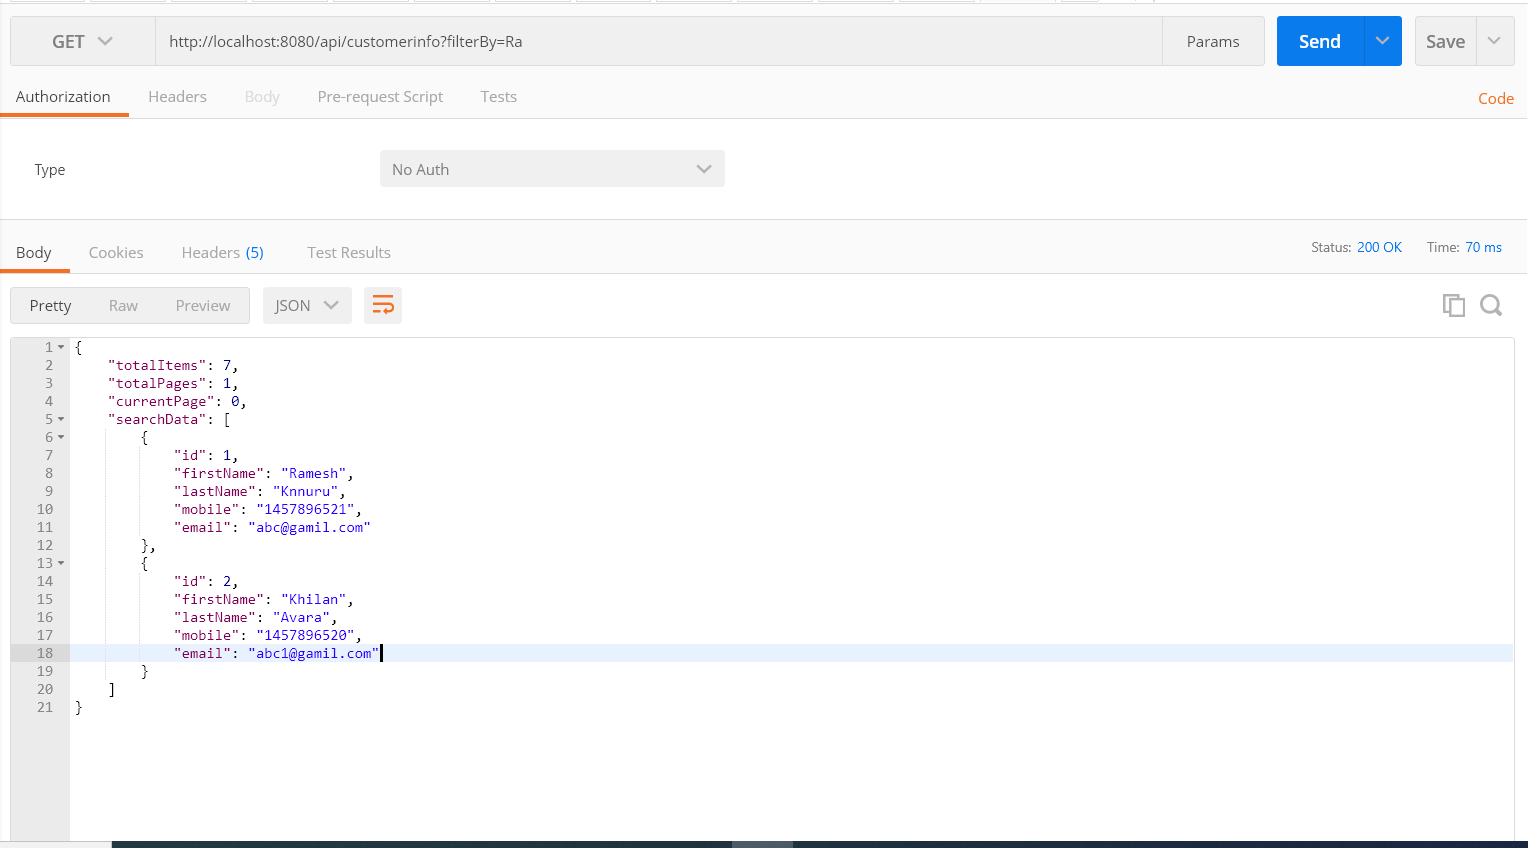 GET http://localhost:8080/api/customerinfo?filterBy=Ra Params Send Save
Authorization Headers Body Pre-request Script Tests Code
Type No Auth
Body Cookies Headers (5) Test Results Status: 200 OK Time: 70 ms
Pretty Raw Preview JSON
1 {
2 "totalItems": 7,
3 "totalPages": 1,
4 "currentPage": 0,
5 "searchData": [
6 {
7 "id": 1,
8 "firstName": "Ramesh",
9 "lastName": "Knnuru",
10 "mobile": "1457896521",
11 "email": "abc@gamil.com"
12 },
13 {
14 "id": 2,
15 "firstName": "Khilan",
16 "lastName": "Avara",
17 "mobile": "1457896520",
18 "email": "abc1@gamil.com"
19 }
20 ]
21 }